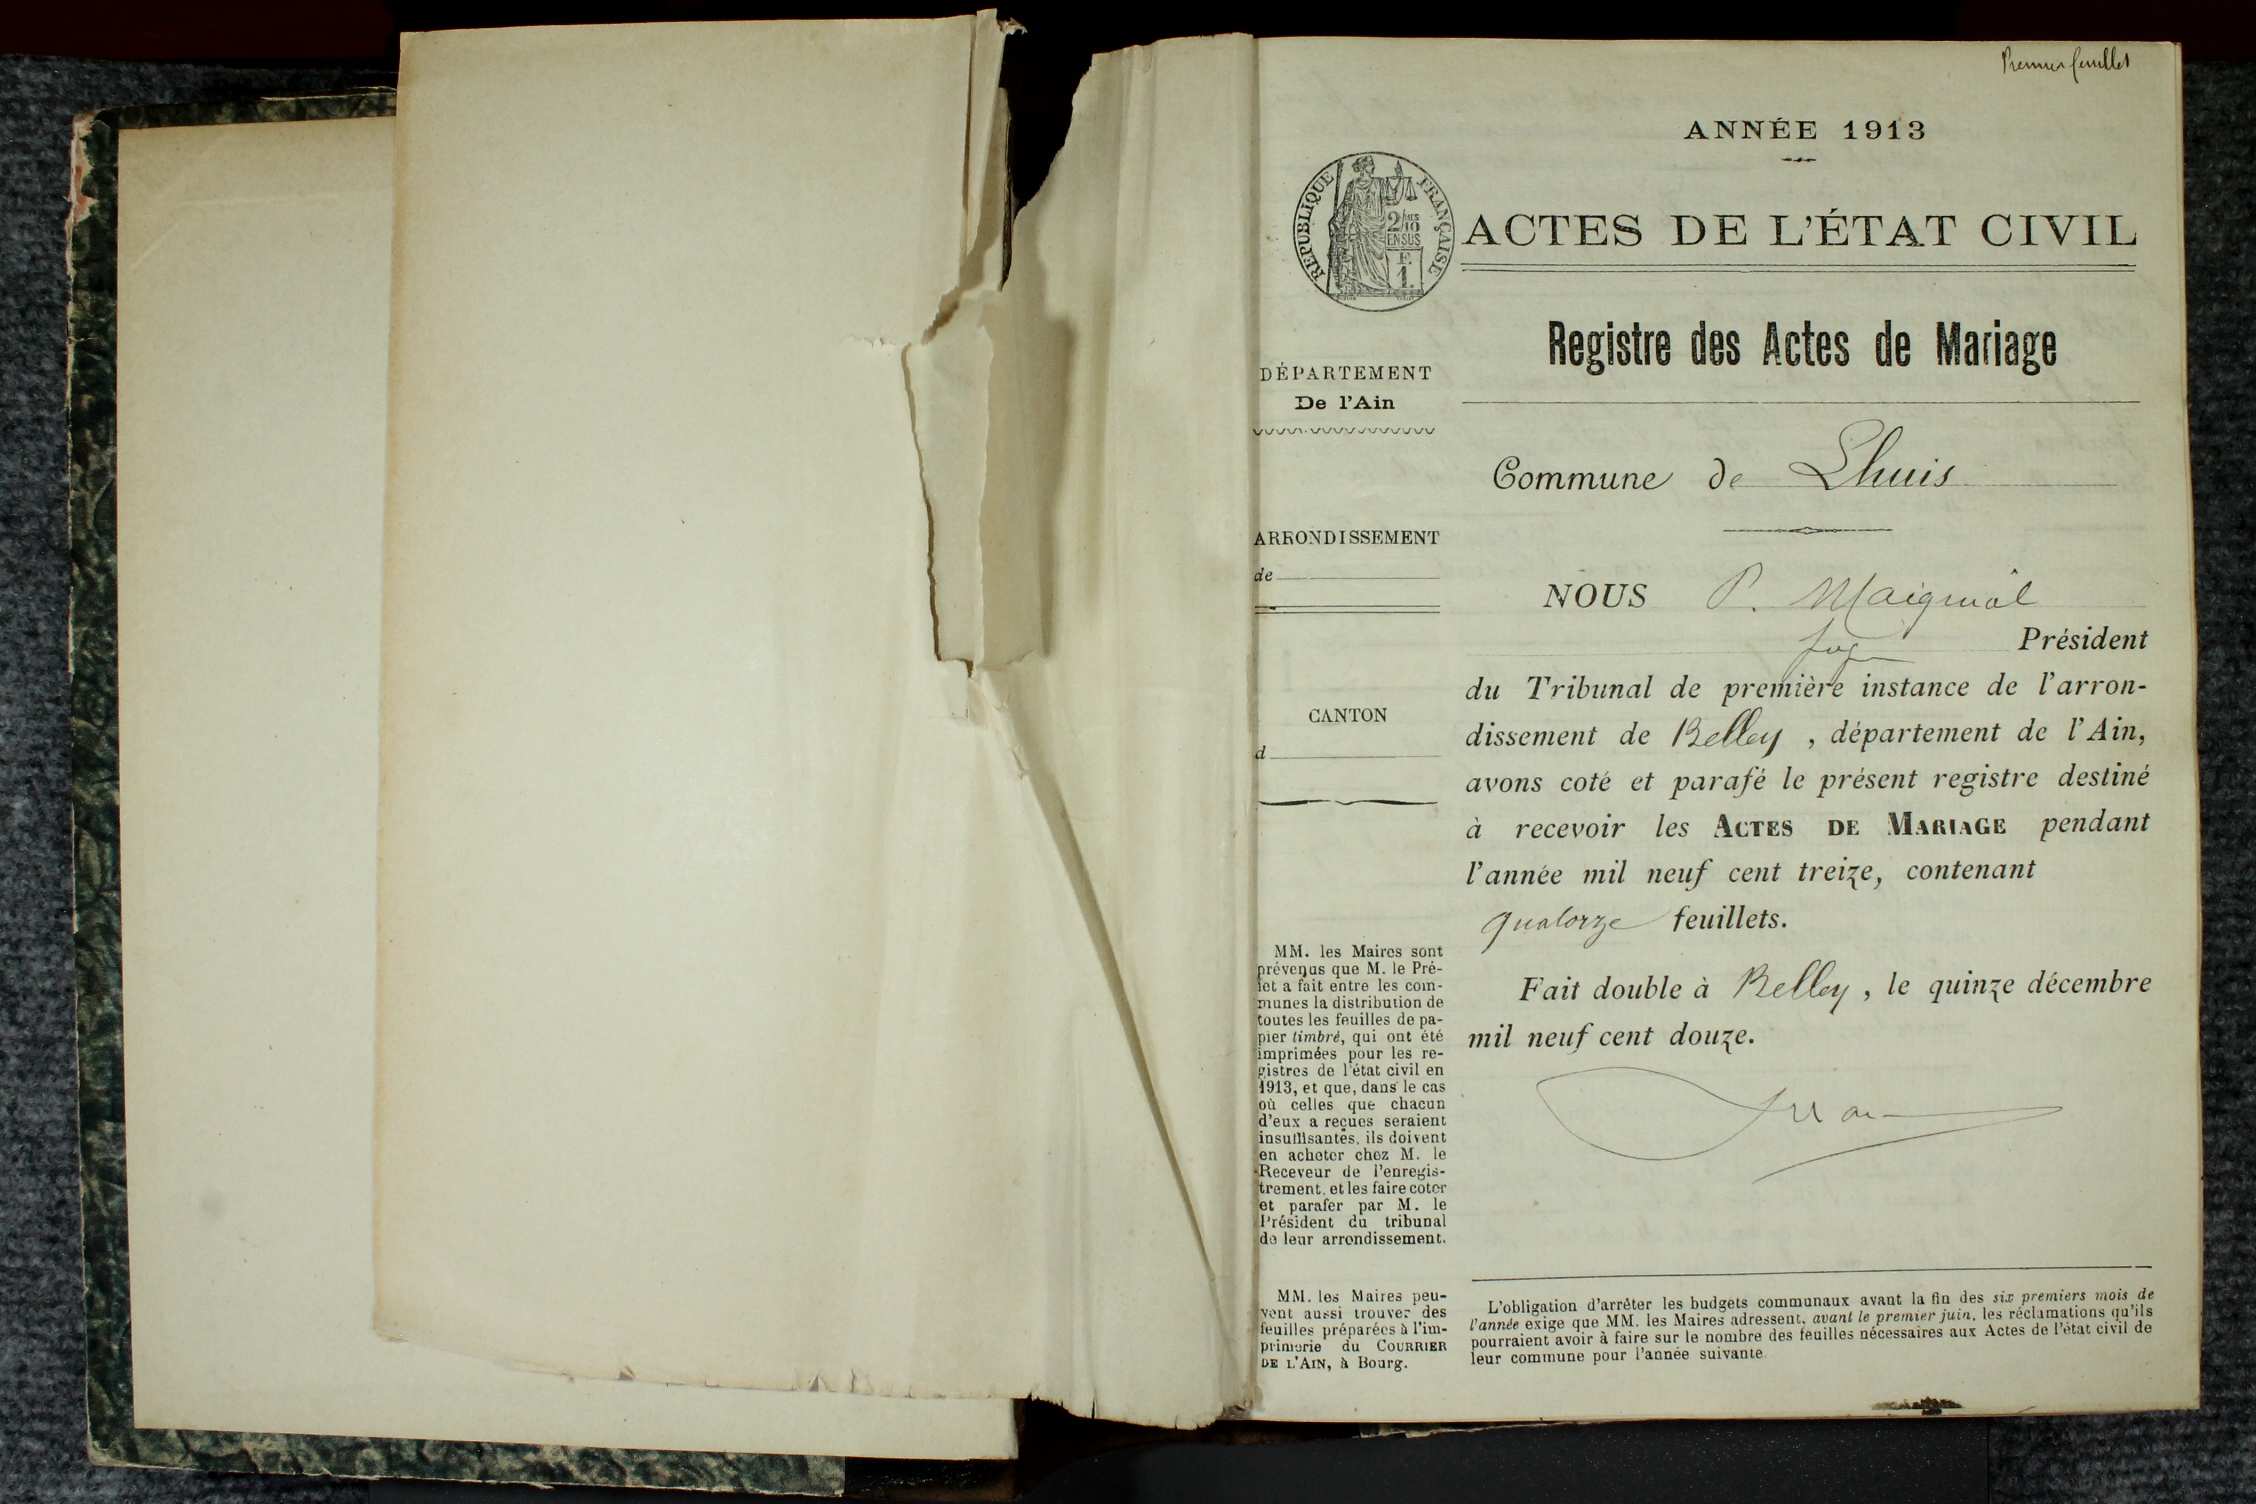 Premier feuillet
ANNÉE 1913
RÉPUBLIQUE FRANÇAISE
2/10
EN SUS
F.
1.
ACTES DE L'ÉTAT CIVIL
Registre des Actes de Mariage
DÉPARTEMENT
De l'Ain
Commune de Lhuis
ARRONDISSEMENT
de
NOUS P.
Président
du Tribunal de première instance de l'arron-
dissement de Belley, département de l'Ain,
avons coté et parafé le présent registre destiné
à recevoir les ACTES DE MARIAGE pendant
l'année mil neuf cent treize, contenant
quatorze feuillets.
Fait double à Belley, le quinze décembre
mil neuf cent douze.
CANTON
d
MM. les Maires sont
prévenus que M. le Pré-
fet a fait entre les com-
munes la distribution de
toutes les feuilles de pa-
pier timbré, qui ont été
imprimées pour les re-
gistres de l'état civil en
1913, et que, dans le cas
où celles que chacun
d'eux a reçues seraient
insuffisantes, ils doivent
en acheter chez M. le
Receveur de l'enregis-
trement, et les faire coter
et parafer par M. le
Président du tribunal
de leur arrondissement.
MM. les Maires peu-
vent aussi trouver des
feuilles préparées à l'im-
primerie du COURRIER
DE L'AIN, à Bourg.
L'obligation d'arrêter les budgets communaux avant la fin des six premiers mois de
l'année exige que MM. les Maires adressent, avant le premier juin, les réclamations qu'ils
pourraient avoir à faire sur le nombre des feuilles nécessaires aux Actes de l'état civil de
leur commune pour l'année suivante.